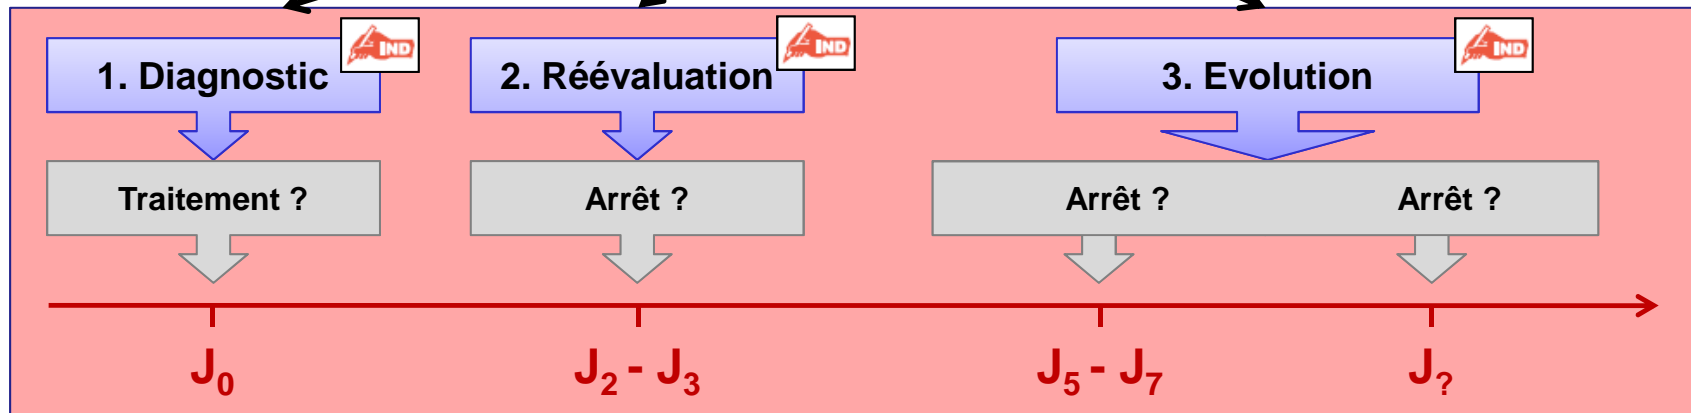 IND
IND
IND
1. Diagnostic
2. Réévaluation
3. Evolution
Traitement ?
Arrêt ?
Arrêt ?
Arrêt ?
J0
J2 - J3
J5 - J7
J?